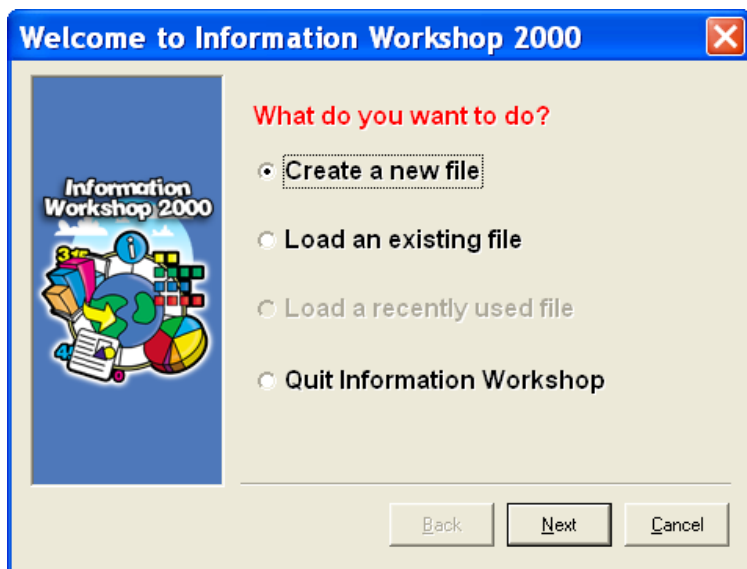 Welcome to Information Workshop 2000
What do you want to do?
Information
Workshop 2000
Create a new file
Load an existing file
Load a recently used file
Quit Information Workshop
Back
Next
Cancel